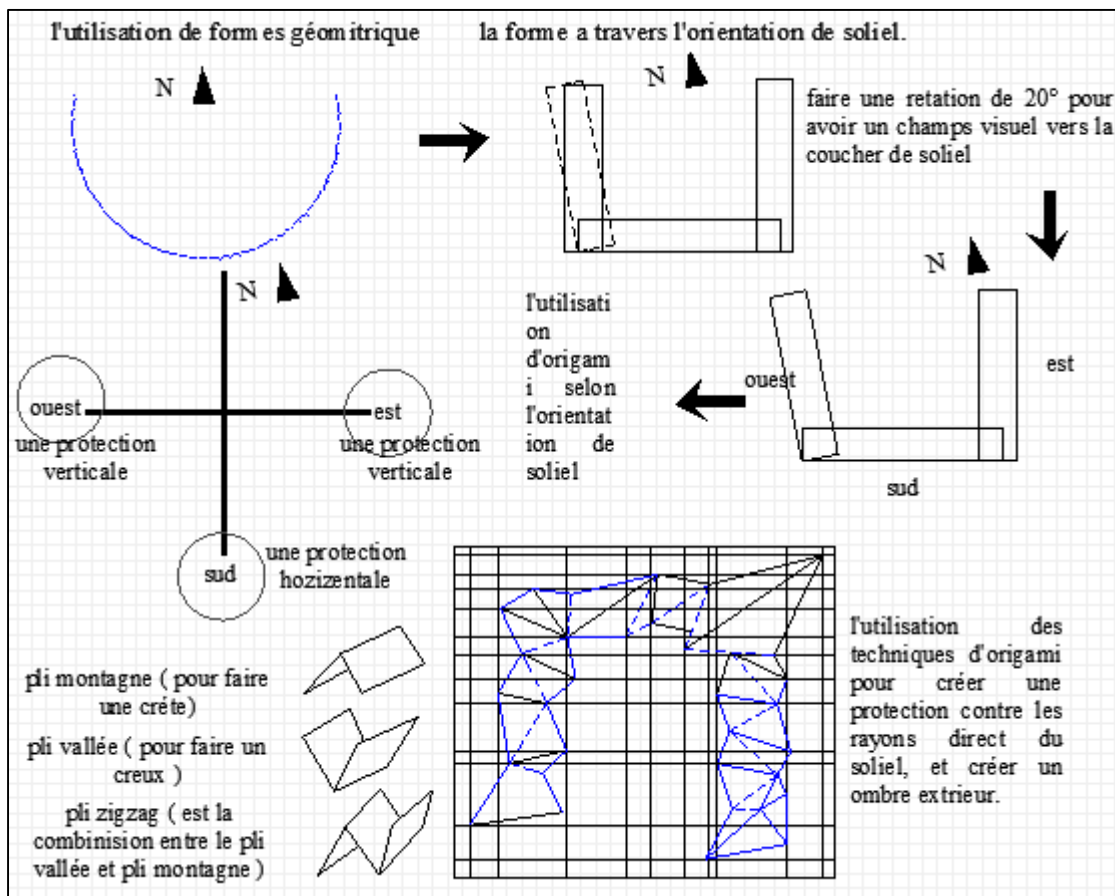 l'utilisation de formes géomitrique
la forme a travers l'orientation de soliel.
N
N
faire une retation de 20° pour
avoir un champs visuel vers la
coucher de soliel
N
N
l'utilisati
on
d'origam
i selon
l'orientat
ion de
soliel
ouest
est
sud
ouest
est
une protection
verticale
une protection
verticale
sud
une protection
hozizentale
pli montagne ( pour faire
une créte)
pli vallée ( pour faire un
creux )
pli zigzag ( est la
combinision entre le pli
vallée et pli montagne )
l'utilisation des
techniques d'origami
pour créer une
protection contre les
rayons direct du
soliel, et créer un
ombre extrieur.